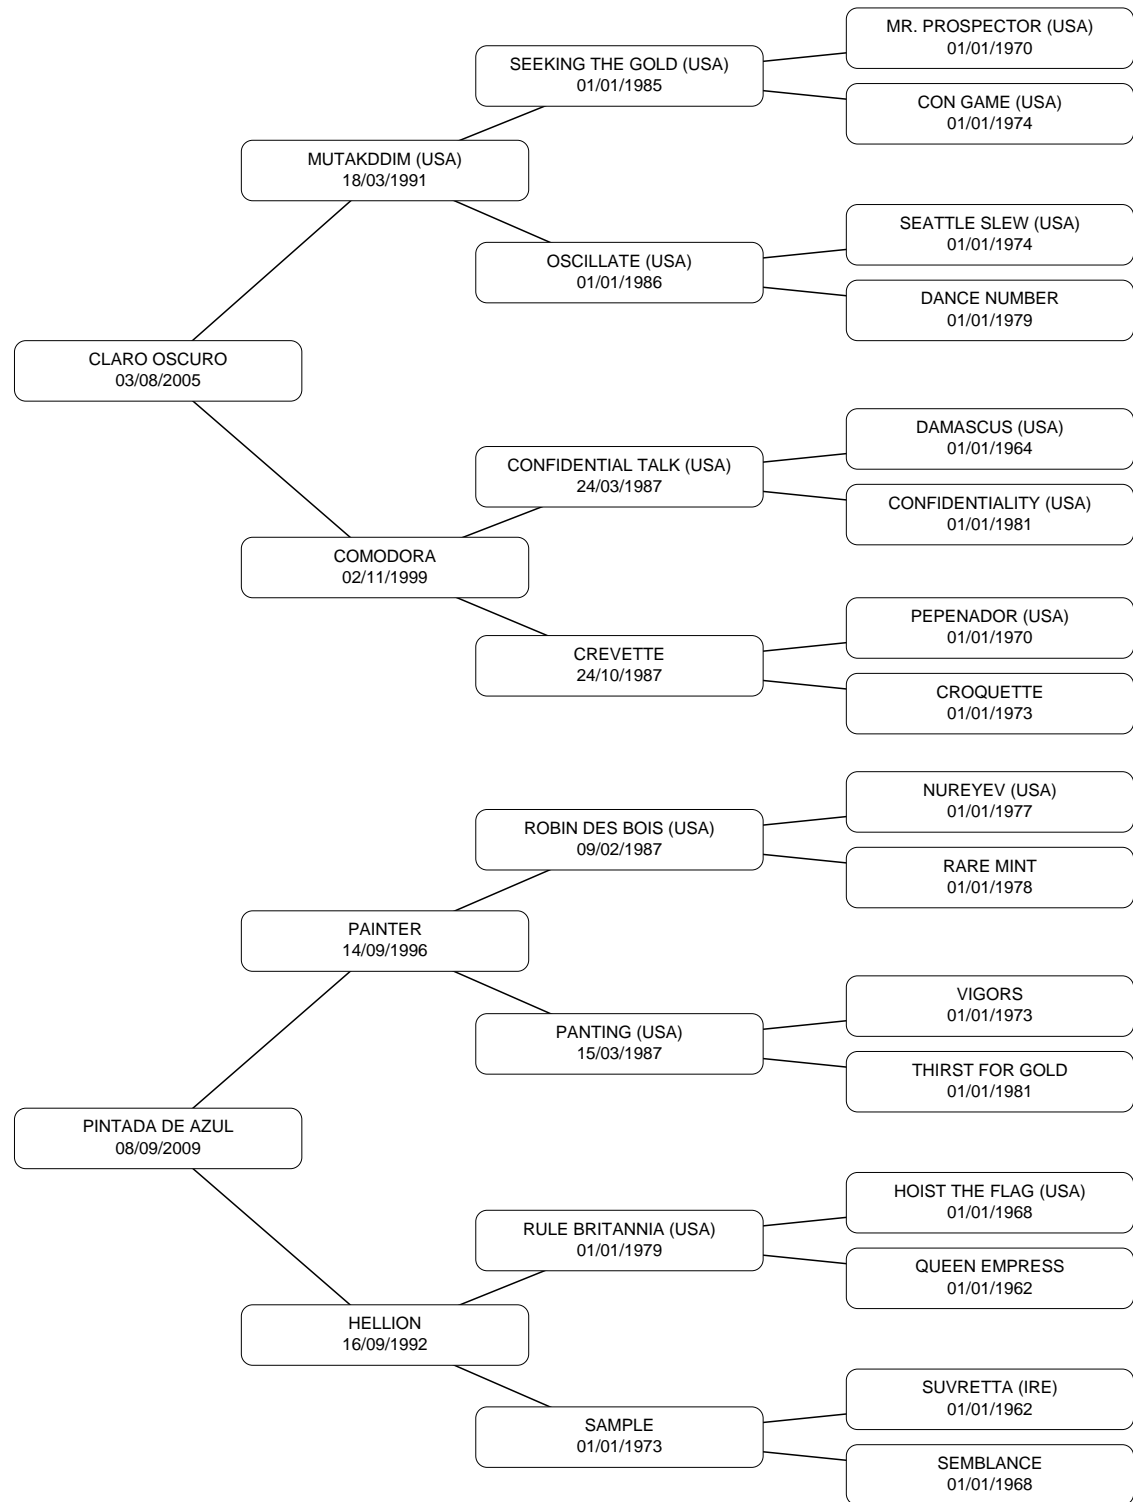 MR. PROSPECTOR (USA)
01/01/1970
SEEKING THE GOLD (USA)
01/01/1985
CON GAME (USA)
01/01/1974
MUTAKDDIM (USA)
18/03/1991
SEATTLE SLEW (USA)
01/01/1974
OSCILLATE (USA)
01/01/1986
DANCE NUMBER
01/01/1979
CLARO OSCURO
03/08/2005
DAMASCUS (USA)
01/01/1964
CONFIDENTIAL TALK (USA)
24/03/1987
CONFIDENTIALITY (USA)
01/01/1981
COMODORA
02/11/1999
PEPENADOR (USA)
01/01/1970
CREVETTE
24/10/1987
CROQUETTE
01/01/1973
NUREYEV (USA)
01/01/1977
ROBIN DES BOIS (USA)
09/02/1987
RARE MINT
01/01/1978
PAINTER
14/09/1996
VIGORS
01/01/1973
PANTING (USA)
15/03/1987
THIRST FOR GOLD
01/01/1981
PINTADA DE AZUL
08/09/2009
HOIST THE FLAG (USA)
01/01/1968
RULE BRITANNIA (USA)
01/01/1979
QUEEN EMPRESS
01/01/1962
HELLION
16/09/1992
SUVRETTA (IRE)
01/01/1962
SAMPLE
01/01/1973
SEMBLANCE
01/01/1968